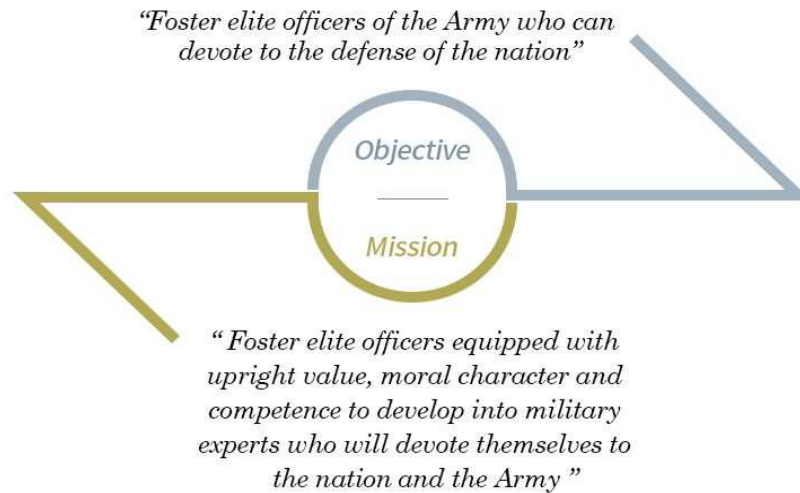 “Foster elite officers of the Army who can
devote to the defense of the nation”
Objective
Mission
“ Foster elite officers equipped with
upright value, moral character and
competence to develop into military
experts who will devote themselves to
the nation and the Army ”